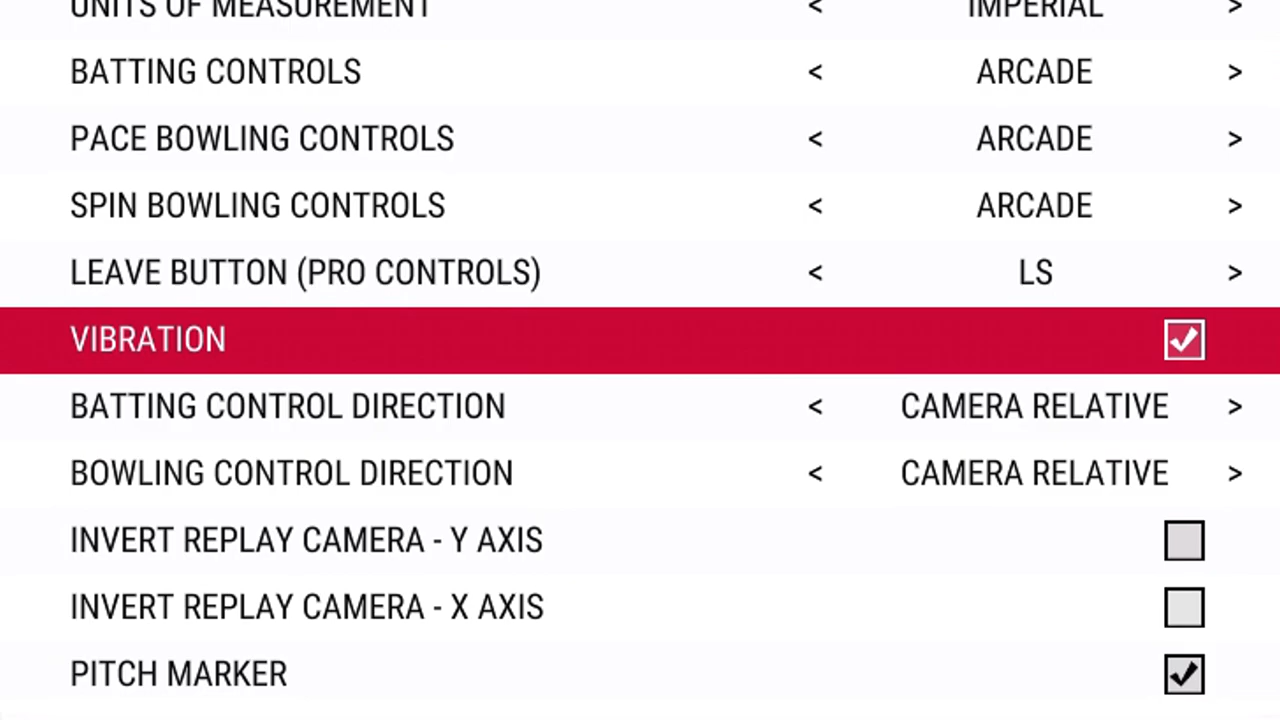 UNITS OF MEASUREMENT < IMPERIAL >
BATTING CONTROLS < ARCADE >
PACE BOWLING CONTROLS < ARCADE >
SPIN BOWLING CONTROLS < ARCADE >
LEAVE BUTTON (PRO CONTROLS) < LS >
VIBRATION
BATTING CONTROL DIRECTION < CAMERA RELATIVE >
BOWLING CONTROL DIRECTION < CAMERA RELATIVE >
INVERT REPLAY CAMERA - Y AXIS
INVERT REPLAY CAMERA - X AXIS
PITCH MARKER